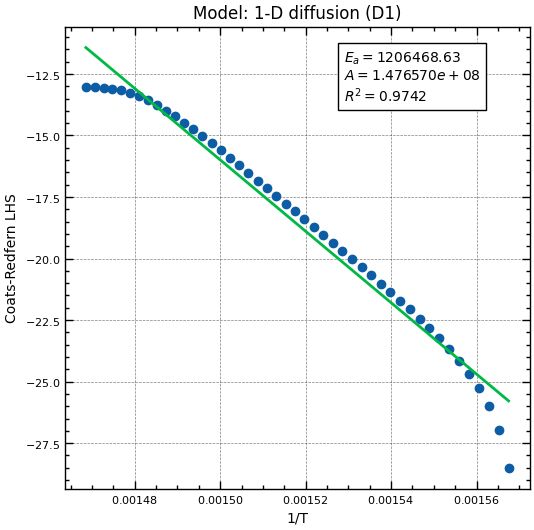 Model: 1-D diffusion (D1)
Eₐ = 1206468.63
A = 1.476570e + 08
R² = 0.9742
Coats-Redfern LHS
−12.5
−15.0
−17.5
−20.0
−22.5
−25.0
−27.5
0.00148 0.00150 0.00152 0.00154 0.00156
1/T